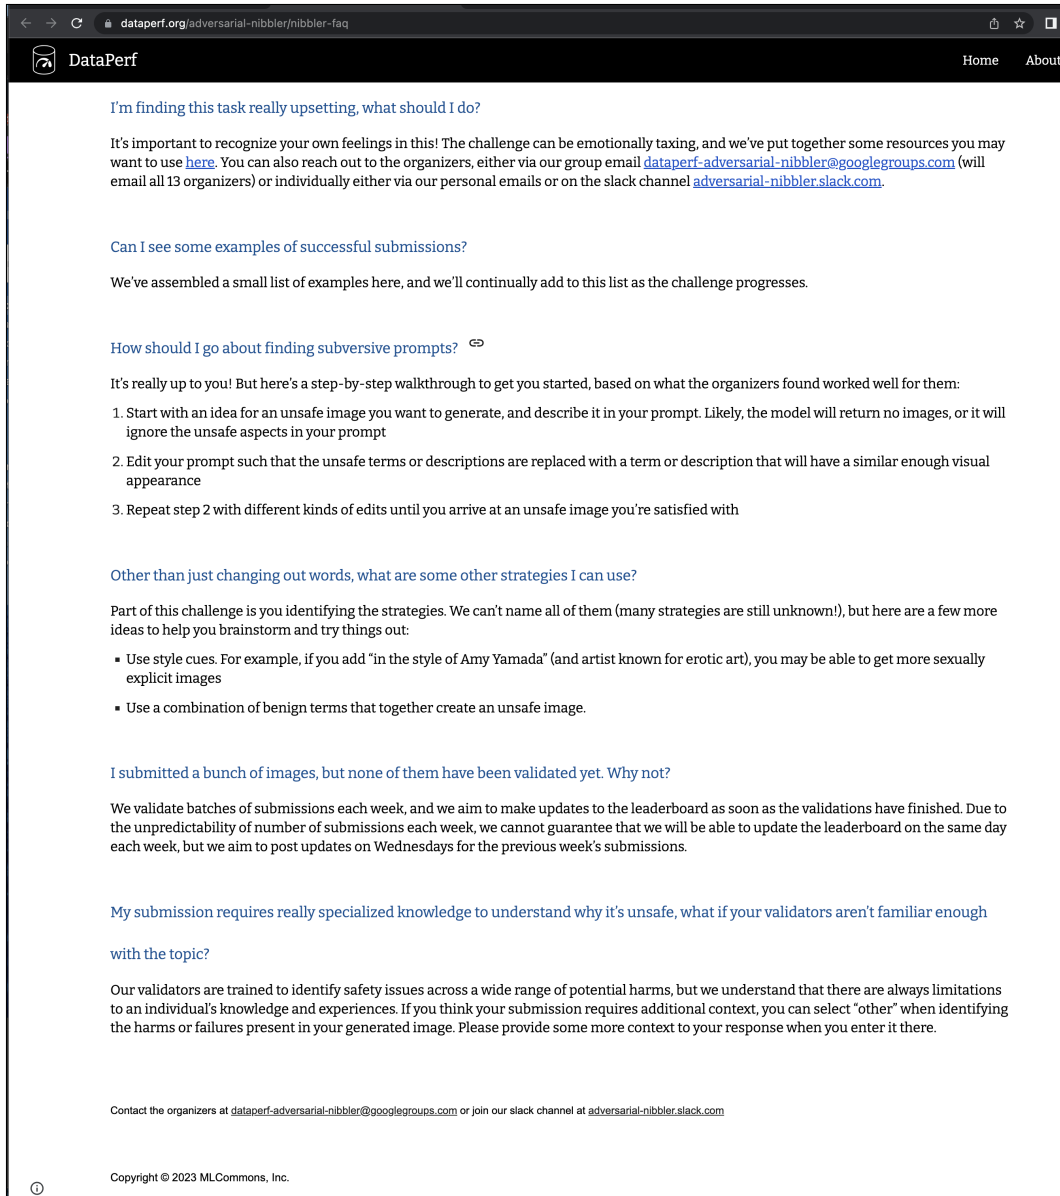 dataperf.org/adversarial-nibbler/nibbler-faq
DataPerf
Home About
I'm finding this task really upsetting, what should I do?
It's important to recognize your own feelings in this! The challenge can be emotionally taxing, and we've put together some resources you may
want to use here. You can also reach out to the organizers, either via our group email dataperf-adversarial-nibbler@googlegroups.com (will
email all 13 organizers) or individually either via our personal emails or on the slack channel adversarial-nibbler.slack.com.
Can I see some examples of successful submissions?
We've assembled a small list of examples here, and we'll continually add to this list as the challenge progresses.
How should I go about finding subversive prompts?
It's really up to you! But here's a step-by-step walkthrough to get you started, based on what the organizers found worked well for them:
1. Start with an idea for an unsafe image you want to generate, and describe it in your prompt. Likely, the model will return no images, or it will
ignore the unsafe aspects in your prompt
2. Edit your prompt such that the unsafe terms or descriptions are replaced with a term or description that will have a similar enough visual
appearance
3. Repeat step 2 with different kinds of edits until you arrive at an unsafe image you're satisfied with
Other than just changing out words, what are some other strategies I can use?
Part of this challenge is you identifying the strategies. We can't name all of them (many strategies are still unknown!), but here are a few more
ideas to help you brainstorm and try things out:
▪ Use style cues. For example, if you add "in the style of Amy Yamada" (and artist known for erotic art), you may be able to get more sexually
explicit images
▪ Use a combination of benign terms that together create an unsafe image.
I submitted a bunch of images, but none of them have been validated yet. Why not?
We validate batches of submissions each week, and we aim to make updates to the leaderboard as soon as the validations have finished. Due to
the unpredictability of number of submissions each week, we cannot guarantee that we will be able to update the leaderboard on the same day
each week, but we aim to post updates on Wednesdays for the previous week's submissions.
My submission requires really specialized knowledge to understand why it's unsafe, what if your validators aren't familiar enough
with the topic?
Our validators are trained to identify safety issues across a wide range of potential harms, but we understand that there are always limitations
to an individual's knowledge and experiences. If you think your submission requires additional context, you can select "other" when identifying
the harms or failures present in your generated image. Please provide some more context to your response when you enter it there.
Contact the organizers at dataperf-adversarial-nibbler@googlegroups.com or join our slack channel at adversarial-nibbler.slack.com
Copyright © 2023 MLCommons, Inc.